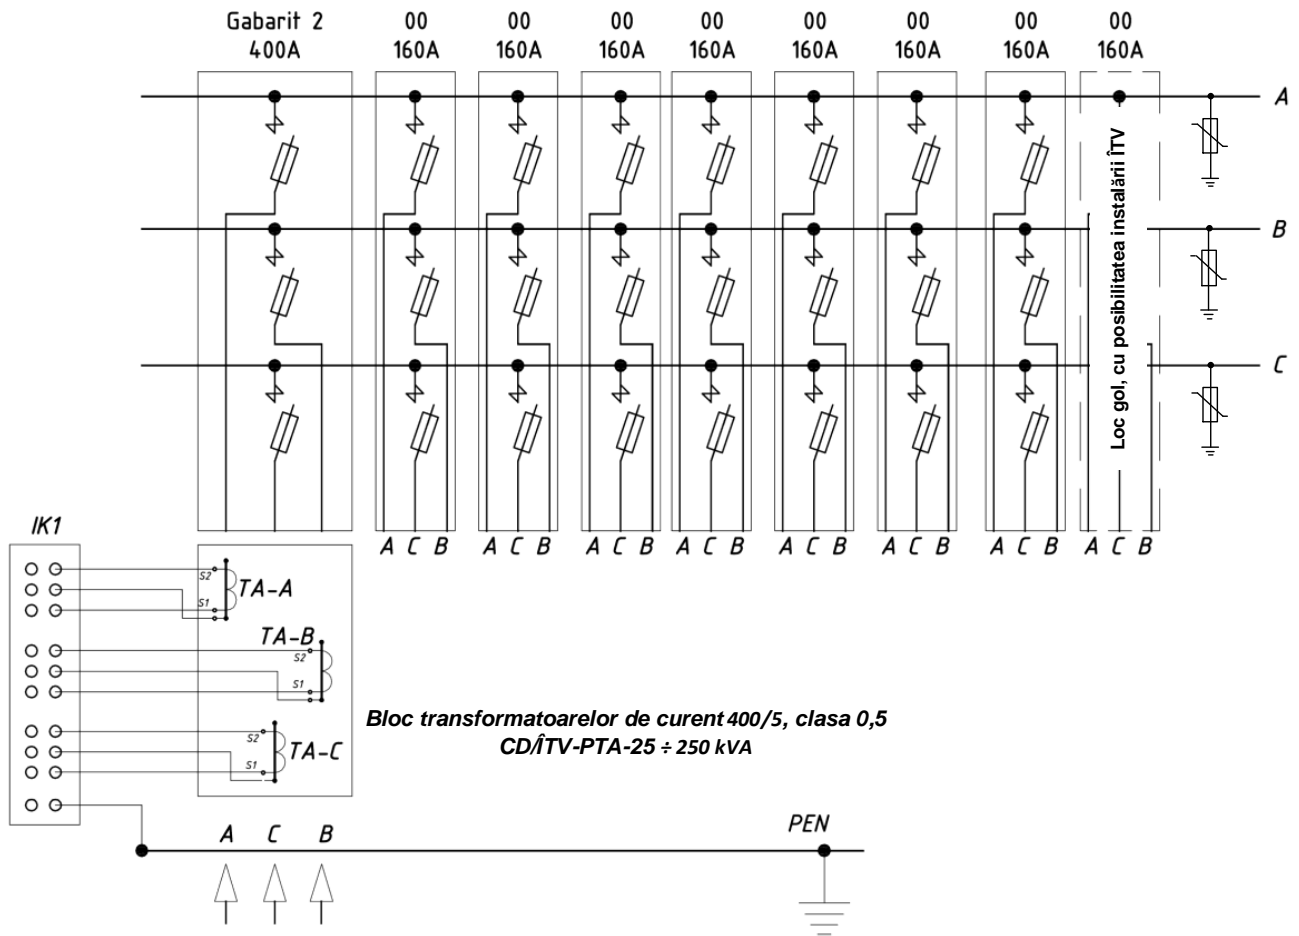 Gabarit 2 00 00 00 00 00 00 00 00
400A 160A 160A 160A 160A 160A 160A 160A 160A
A
B
C
Loc gol, cu posibilitatea instalării ÎTV
A C B A C B A C B A C B A C B A C B A C B A C B
IK1
S2
TA-A
S1
TA-B
S2
S1
S2
TA-C
S1
Bloc transformatoarelor de curent 400/5, clasa 0,5
CD/ÎTV-PTA-25 ÷ 250 kVA
A C B
PEN